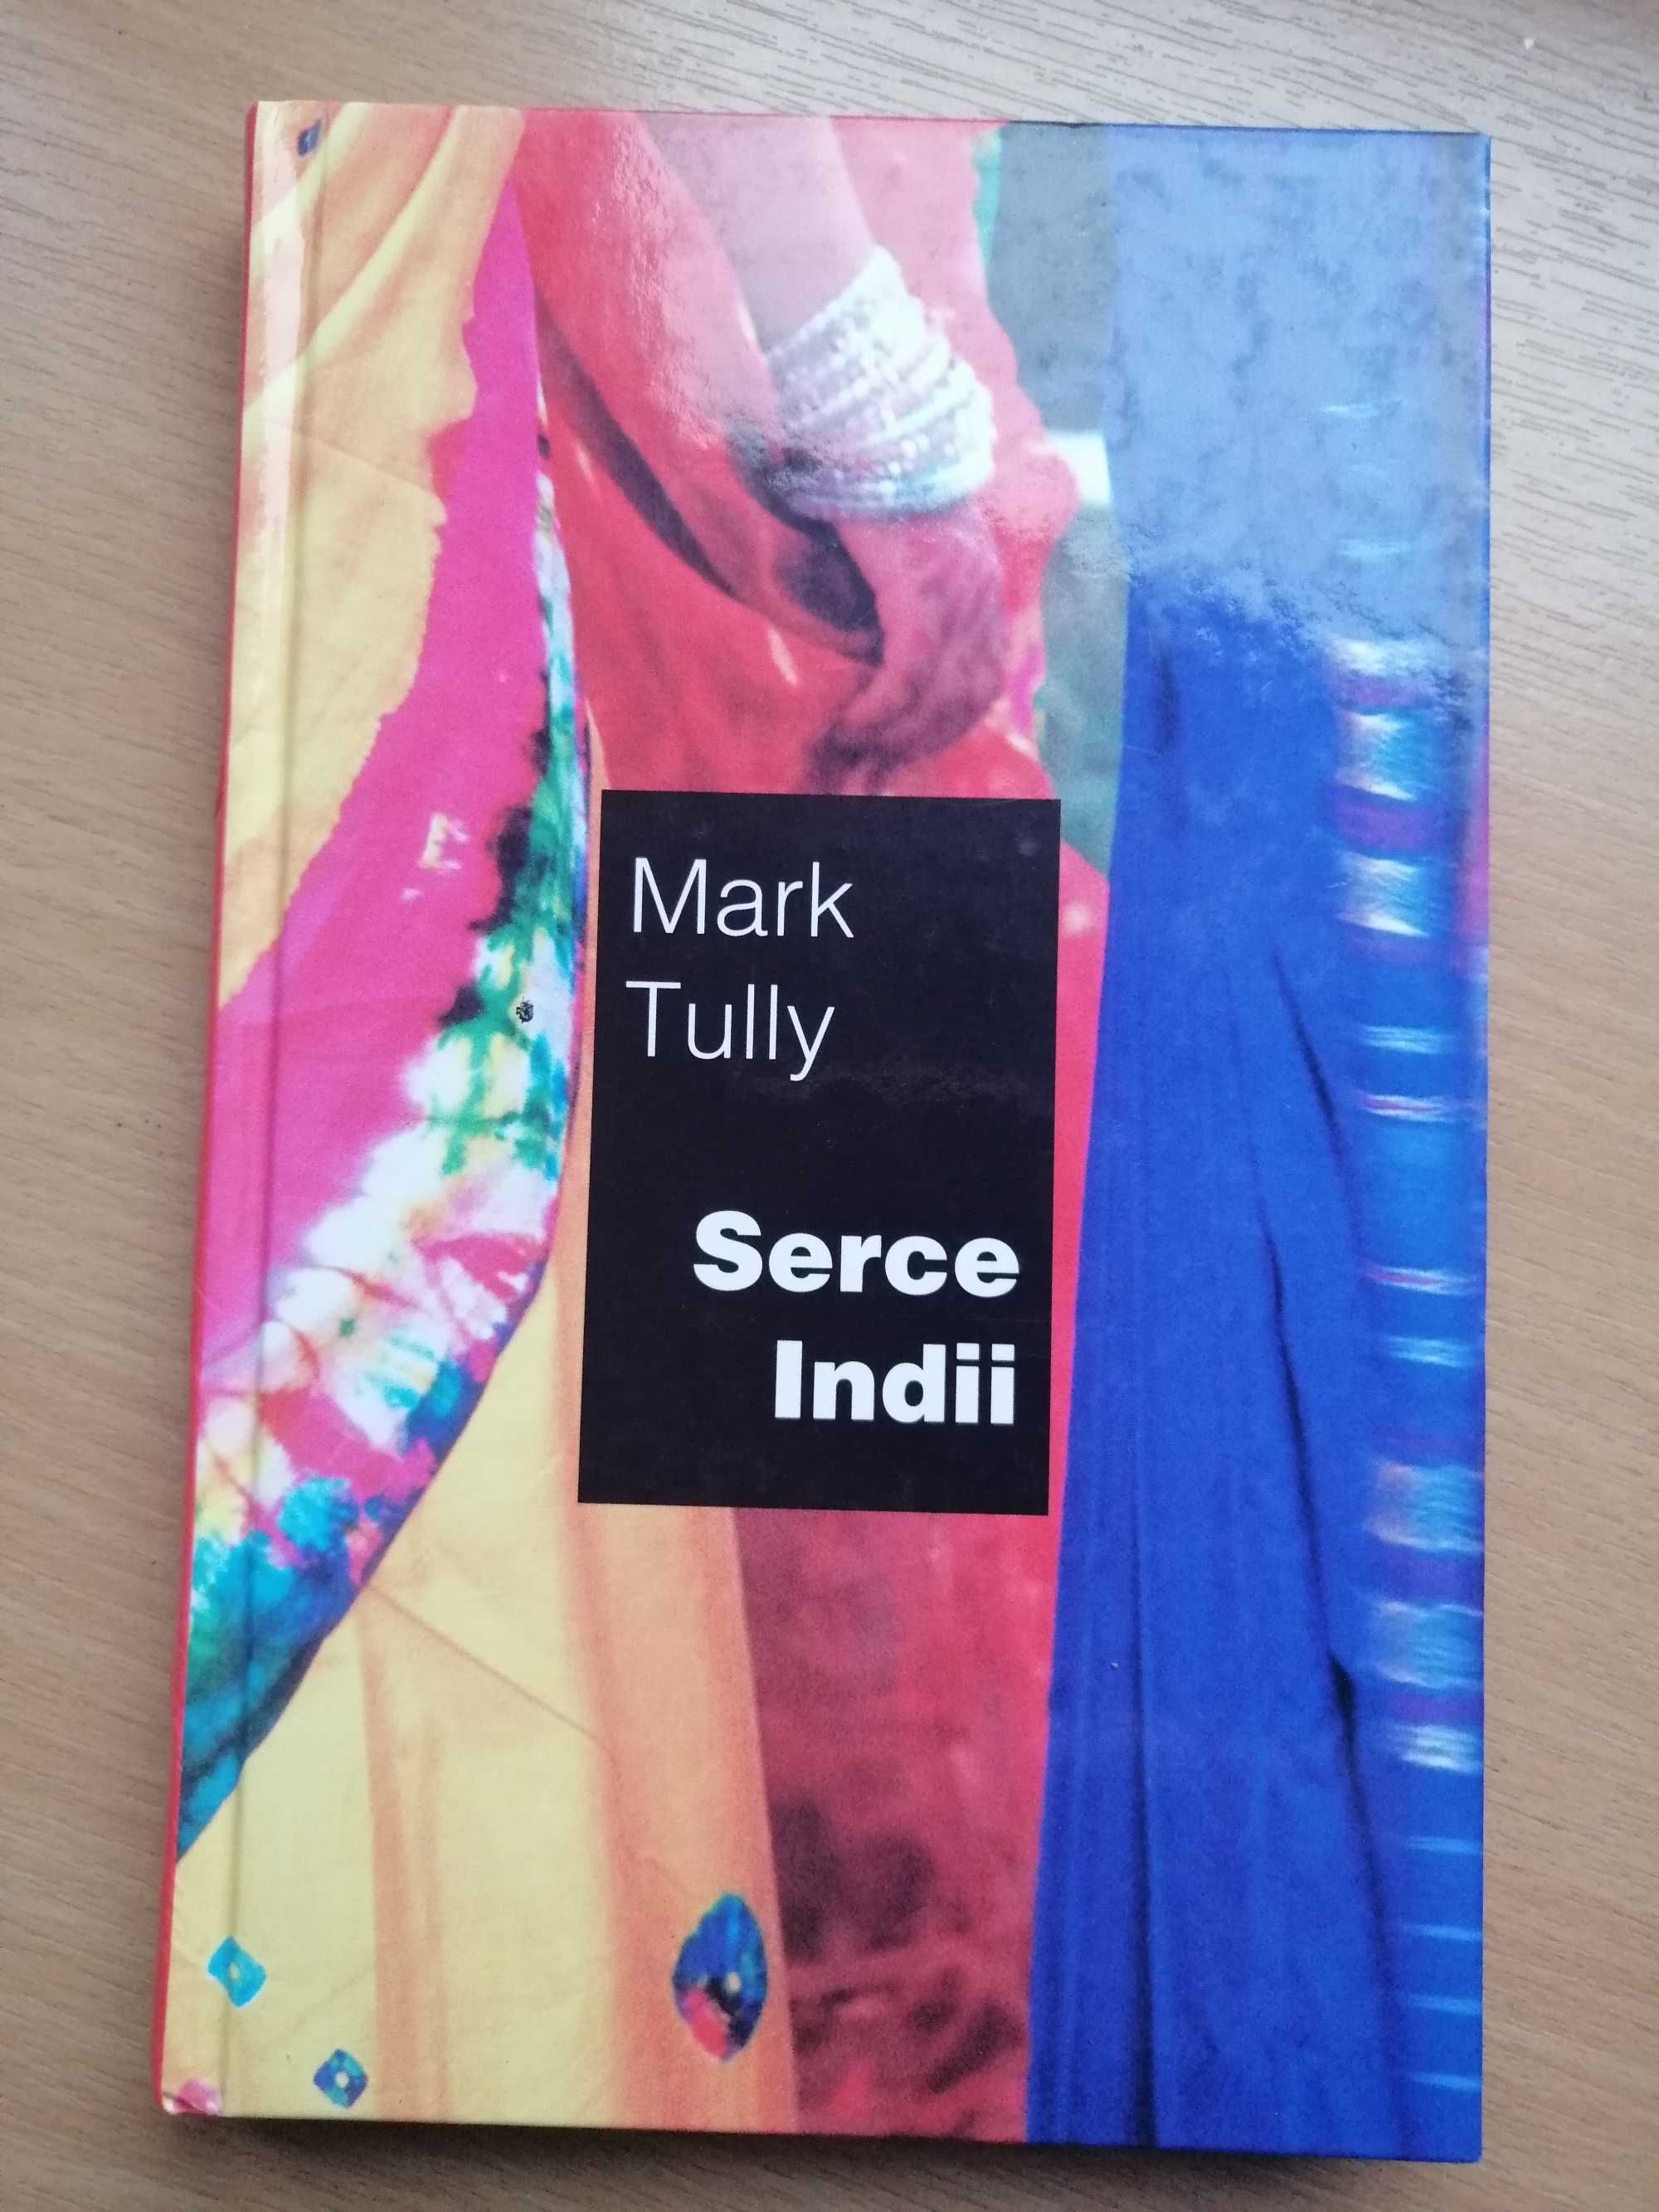 Mark
Tully
Serce
Indii